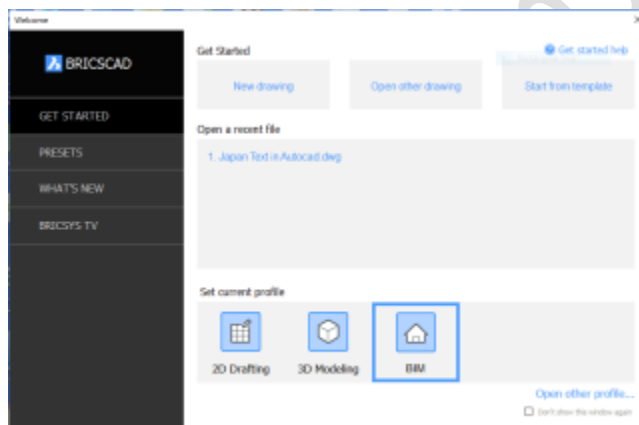 Welcome
BRICSCAD
GET STARTED
PRESETS
WHAT'S NEW
BRICSYS TV
Get Started
Get started help
New drawing
Open other drawing
Start from template
Open a recent file
1. Japan Text in Autocad.dwg
Set current profile
2D Drafting
3D Modeling
BIM
Open other profile...
Don't show this window again